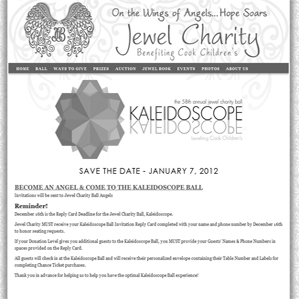 On the Wings of Angels...Hope Soars
Jewel Charity
Benefiting Cook Children's
HOME BALL WAYS TO GIVE PRIZES AUCTION JEWEL BOOK EVENTS PHOTOS ABOUT US
the 58th annual jewel charity ball
KALEIDOSCOPE
benefiting Cook Children's
SAVE THE DATE - JANUARY 7, 2012
BECOME AN ANGEL & COME TO THE KALEIDOSCOPE BALL
Invitations will be sent to Jewel Charity Ball Angels
Reminder!
December 16th is the Reply Card Deadline for the Jewel Charity Ball, Kaleidoscope.
Jewel Charity MUST receive your Kaleidoscope Ball Invitation Reply Card completed with your name and phone number by December 16th
to honor requests.
If your Donation Level gives you additional guests to the Kaleidoscope Ball, you MUST provide your Guests' Names & Phone Numbers in
spaces provided on the Reply Card.
All guests will check in at the Kaleidoscope Ball and will receive their personalized envelope containing their Table Number and Labels for
completing Chance Ticket purchases.
Thank you in advance for helping us to help you have the optimal Kaleidoscope Ball experience!